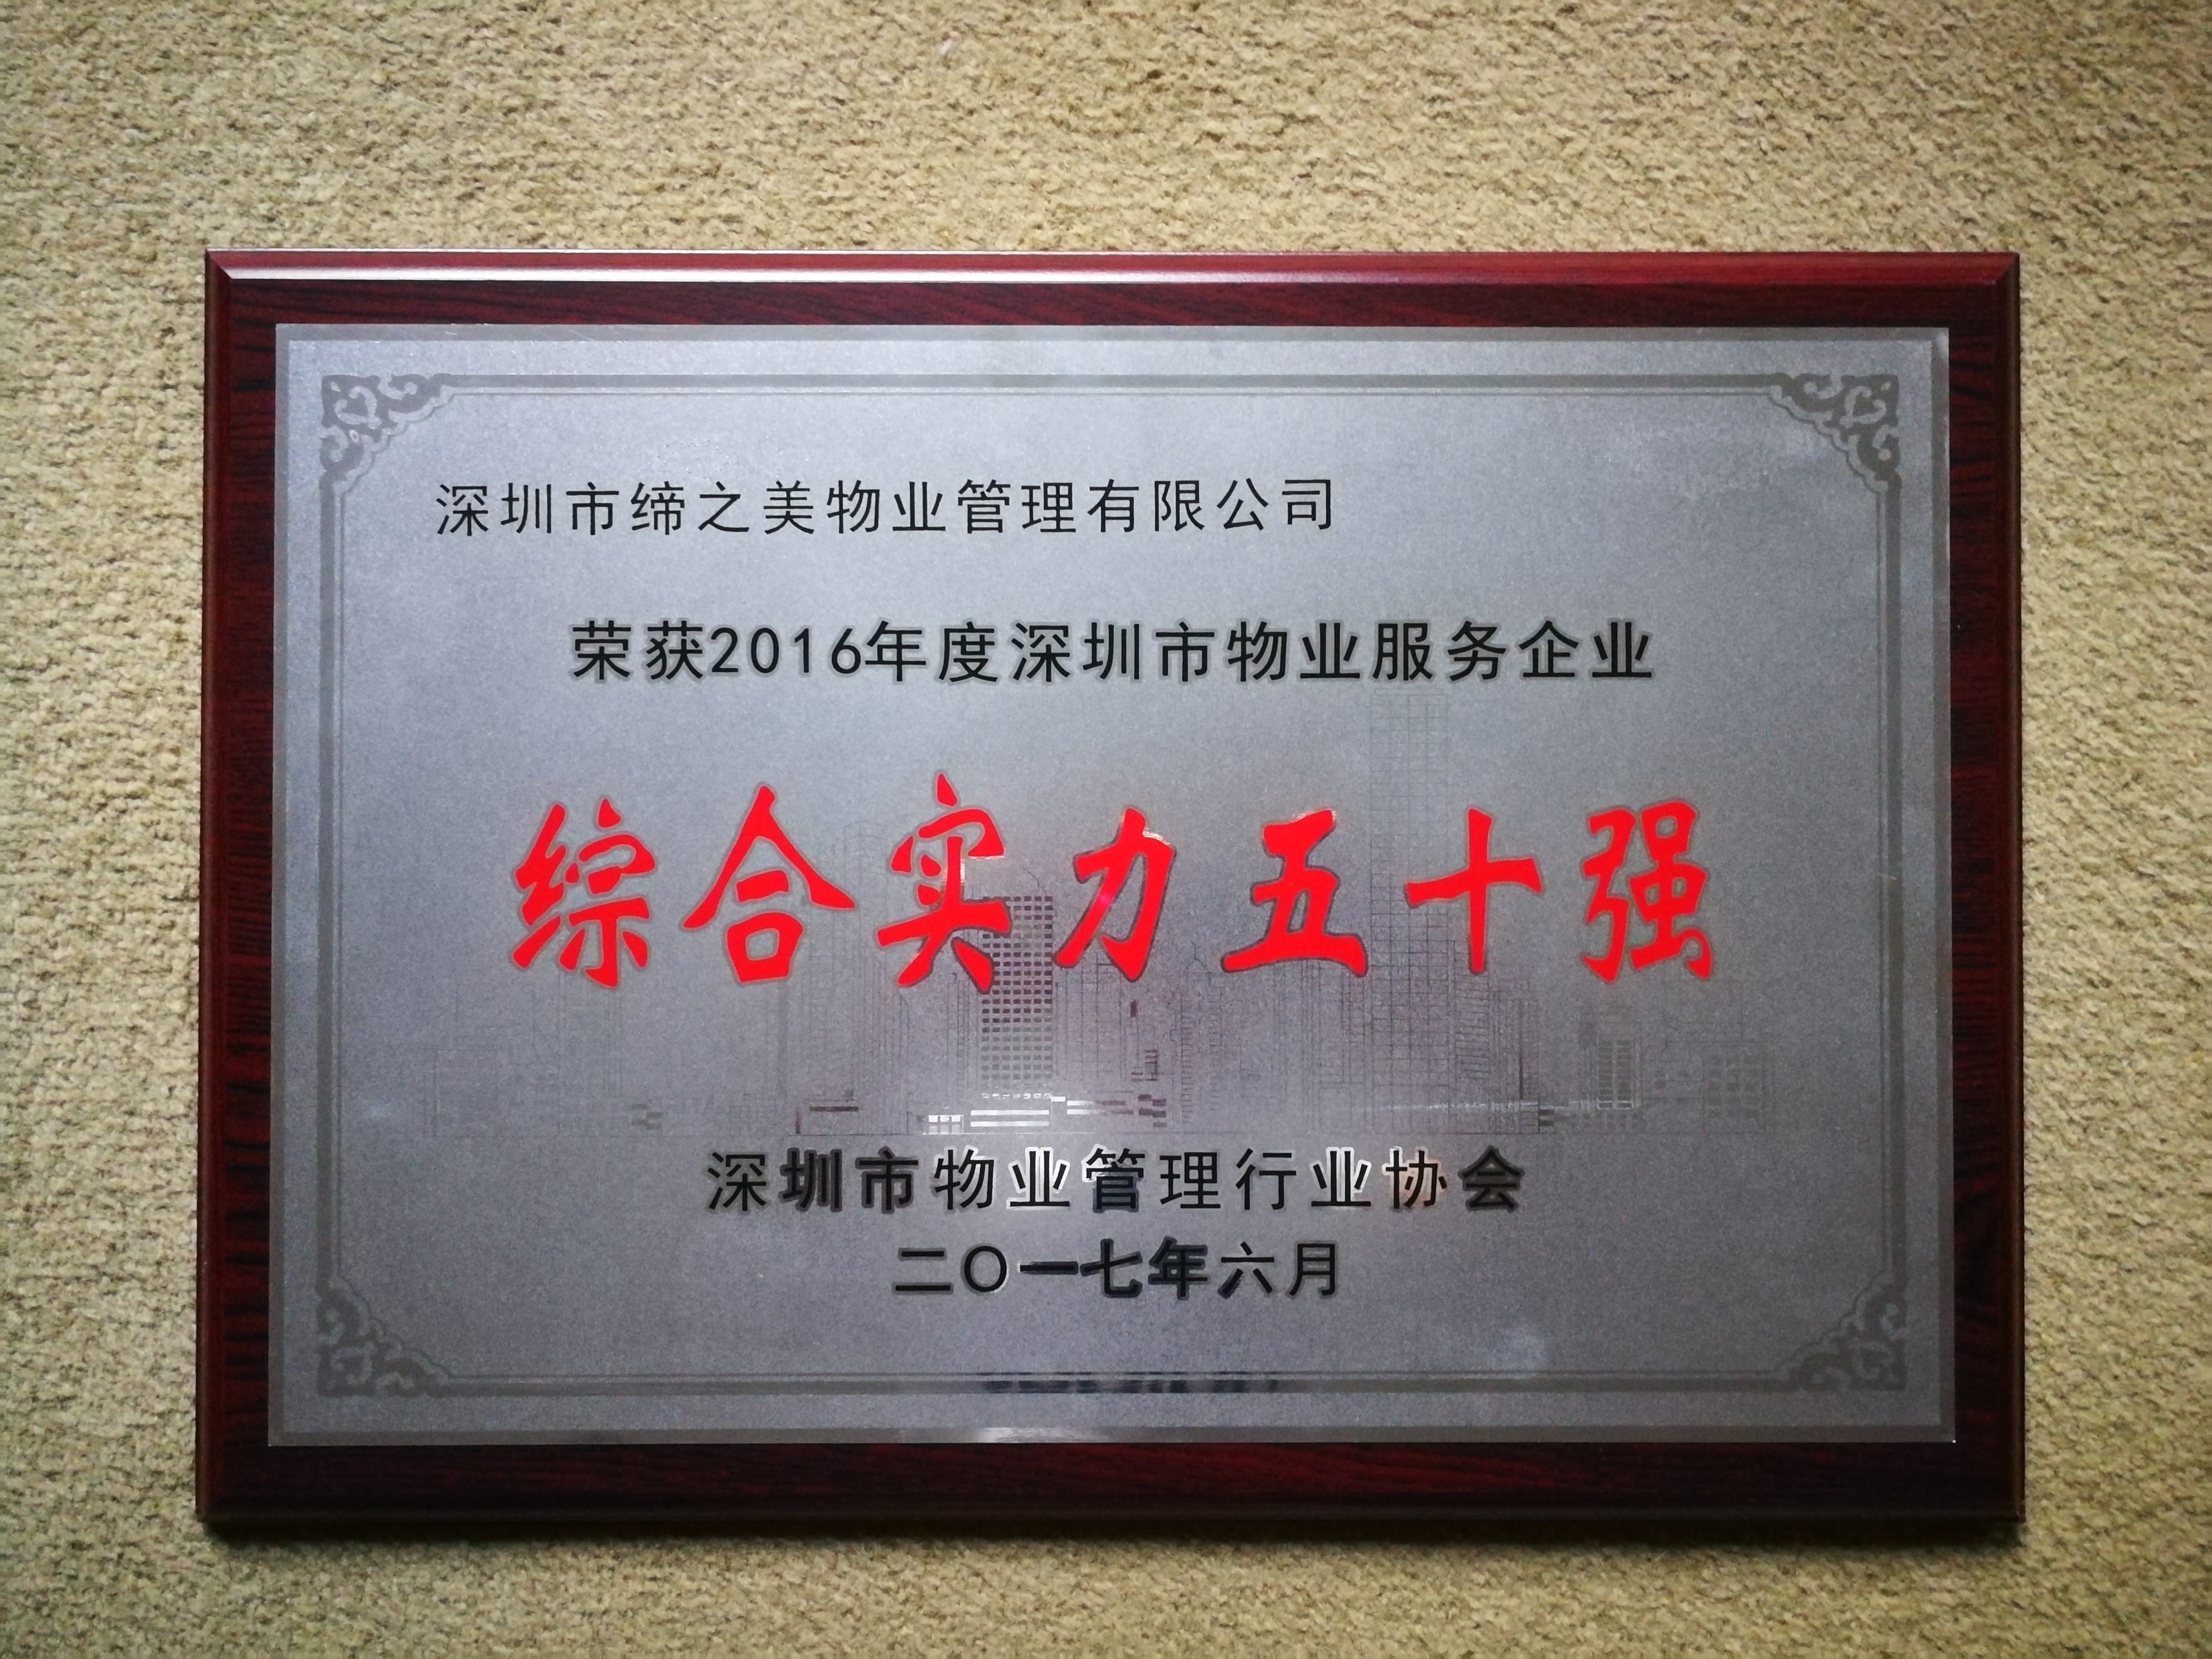 深圳市缔之美物业管理有限公司
荣获2016年度深圳市物业服务企业
综合实力五十强
深圳市物业管理行业协会
二〇一七年六月